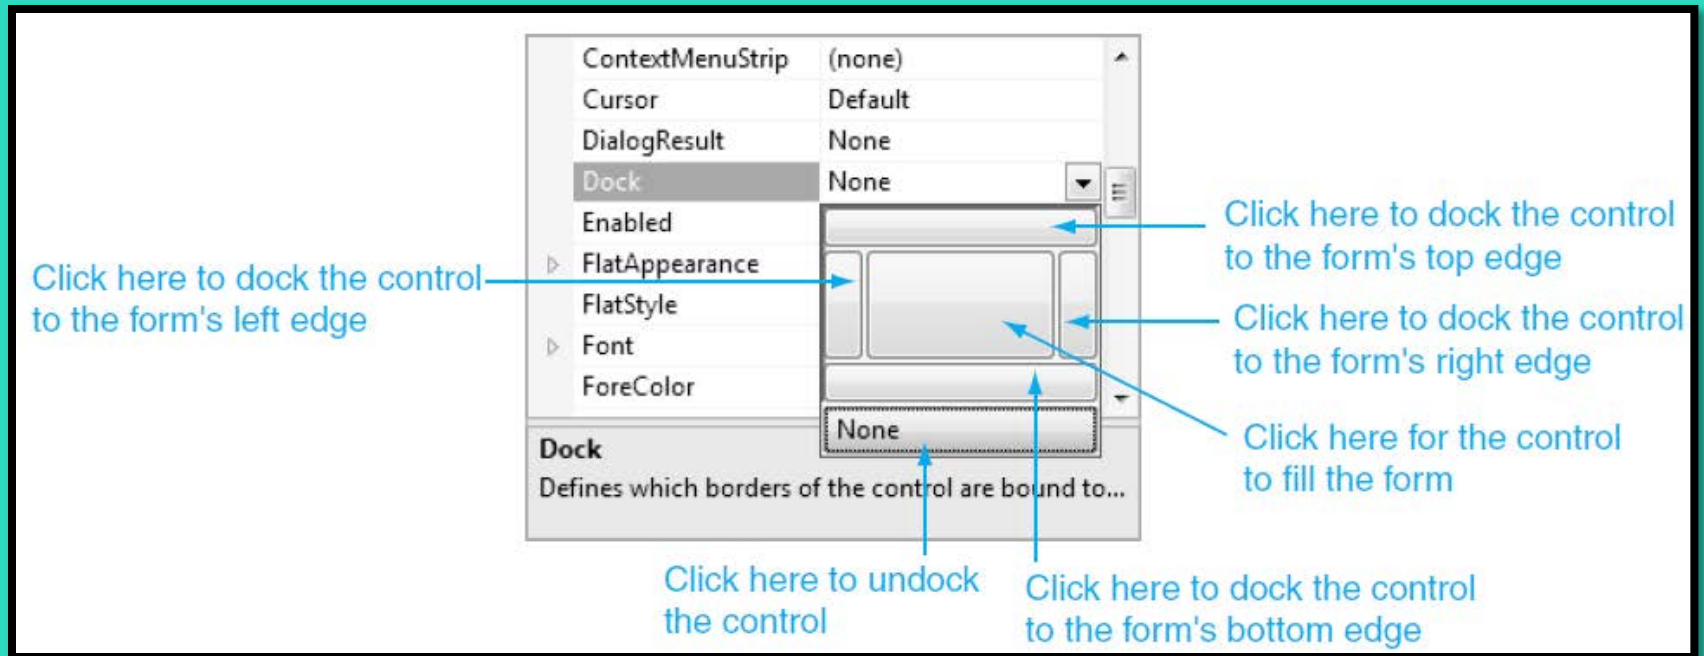 ContextMenuStrip (none)
Cursor Default
DialogResult None
Dock None
Enabled
FlatAppearance
FlatStyle
Font
ForeColor
None
Dock
Defines which borders of the control are bound to...
Click here to dock the control
to the form's left edge
Click here to dock the control
to the form's top edge
Click here to dock the control
to the form's right edge
Click here for the control
to fill the form
Click here to undock
the control
Click here to dock the control
to the form's bottom edge